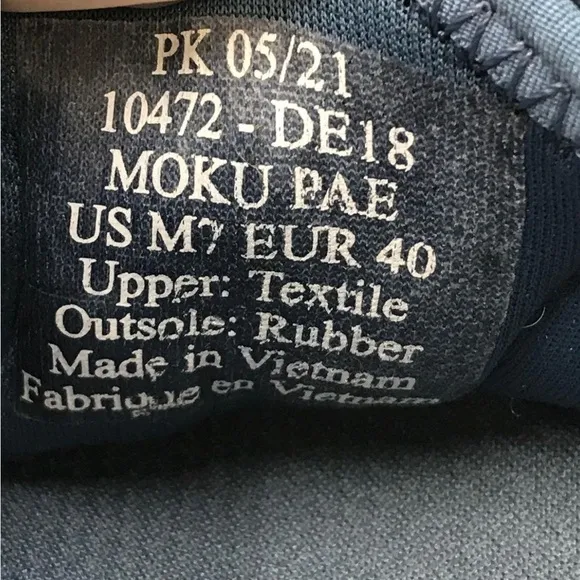 PK 05/21
10472 - DE18
MOKU PAE
US M7 EUR 40
Upper: Textile
Outsole: Rubber
Made in Vietnam
Fabrique en Vietnam